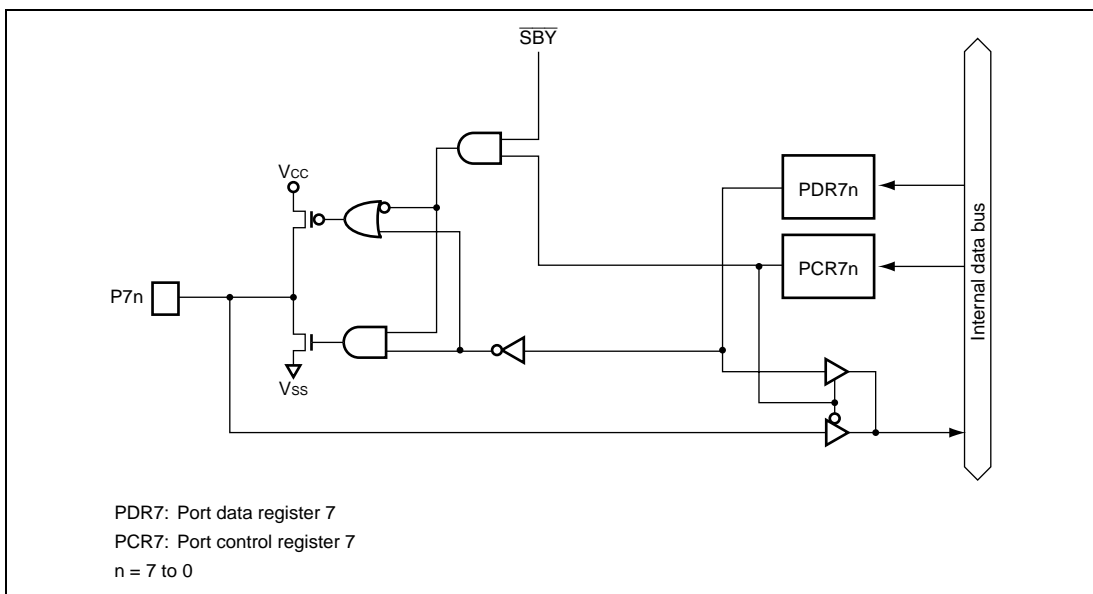 SBY
VCC
PDR7n
PCR7n
P7n
VSS
Internal data bus
PDR7: Port data register 7
PCR7: Port control register 7
n = 7 to 0